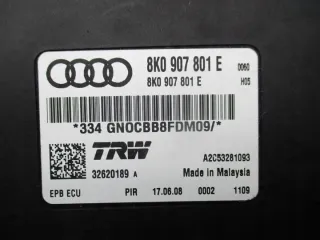 8K0 907 801 E 0060
8K0 907 801 E H05
*334 GN0CBB8FDM09/*
TRW A2C53281093
32620189 A Made in Malaysia
EPB ECU PIR 17.06.08 0002 1109